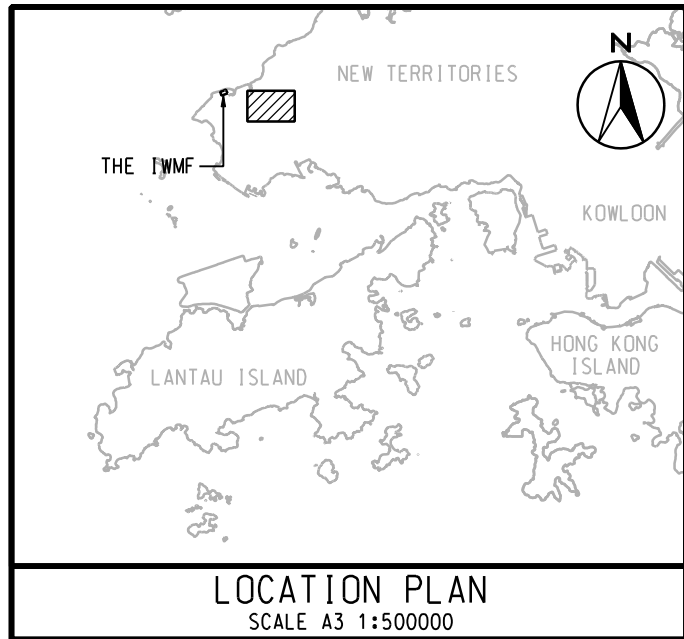 N
NEW TERRITORIES
THE IWMF
KOWLOON
HONG KONG
ISLAND
LANTAU ISLAND
LOCATION PLAN
SCALE A3 1:500000